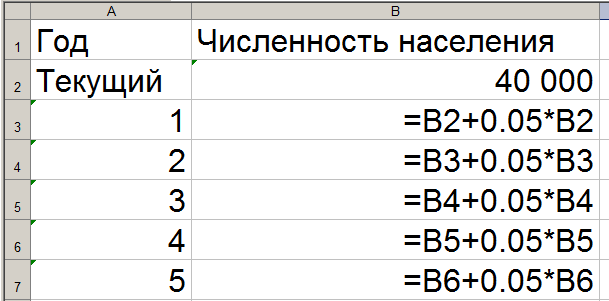 A B
1 Год Численность населения
2 Текущий 40 000
3 1 =B2+0.05*B2
4 2 =B3+0.05*B3
5 3 =B4+0.05*B4
6 4 =B5+0.05*B5
7 5 =B6+0.05*B6